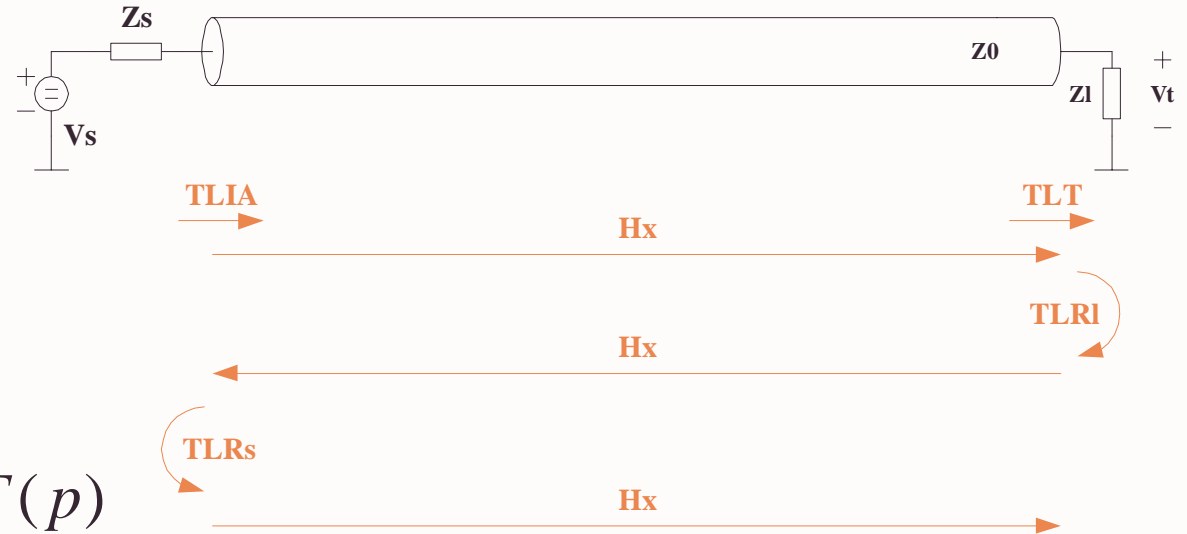 Zs
Z0
+
+
Zl
Vt
−
−
Vs
TLIA
TLT
Hx
TLRl
Hx
TLRs
T(p)
Hx